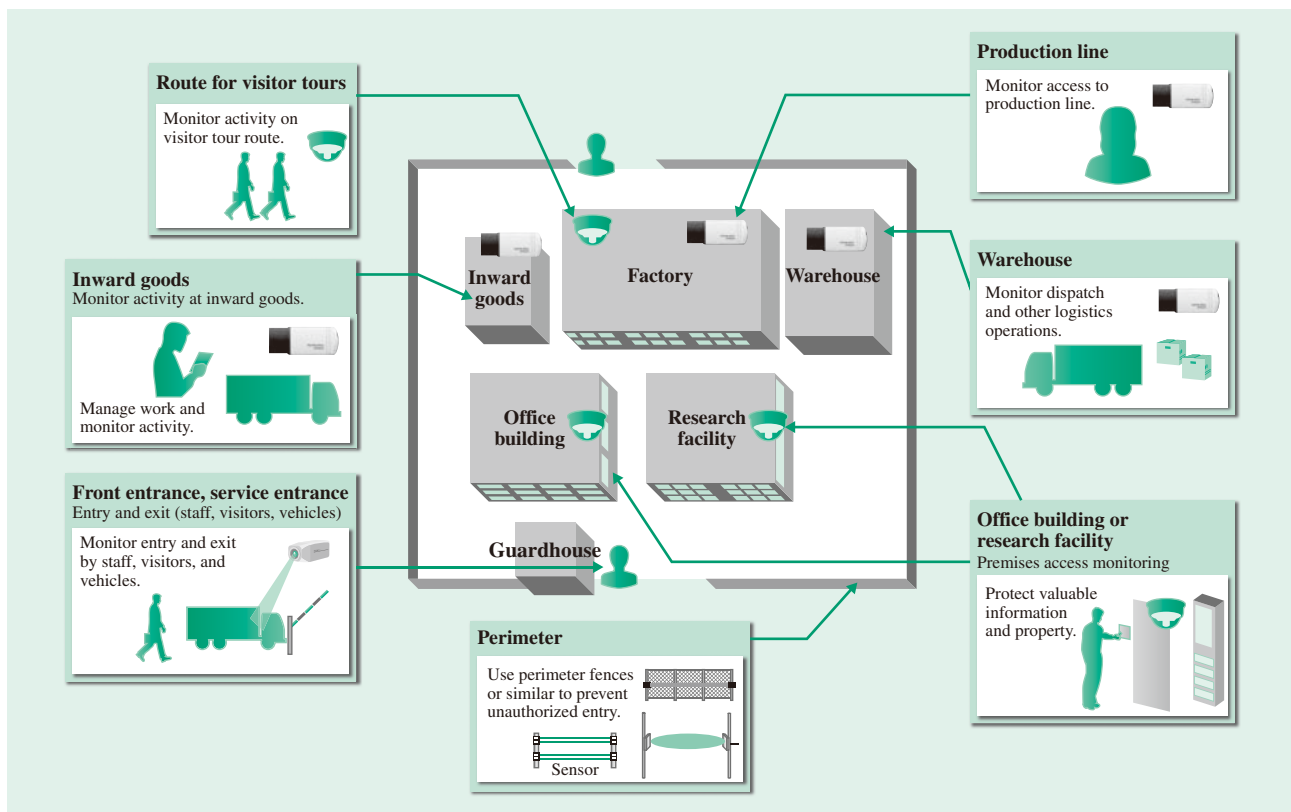 Route for visitor tours
Monitor activity on
visitor tour route.
Production line
Monitor access to
production line.
Inward goods
Monitor activity at inward goods.
Manage work and
monitor activity.
Inward
goods
Factory
Warehouse
Warehouse
Monitor dispatch
and other logistics
operations.
Office
building
Research
facility
Guardhouse
Front entrance, service entrance
Entry and exit (staff, visitors, vehicles)
Monitor entry and exit
by staff, visitors, and
vehicles.
Office building or
research facility
Premises access monitoring
Protect valuable
information
and property.
Perimeter
Use perimeter fences
or similar to prevent
unauthorized entry.
Sensor